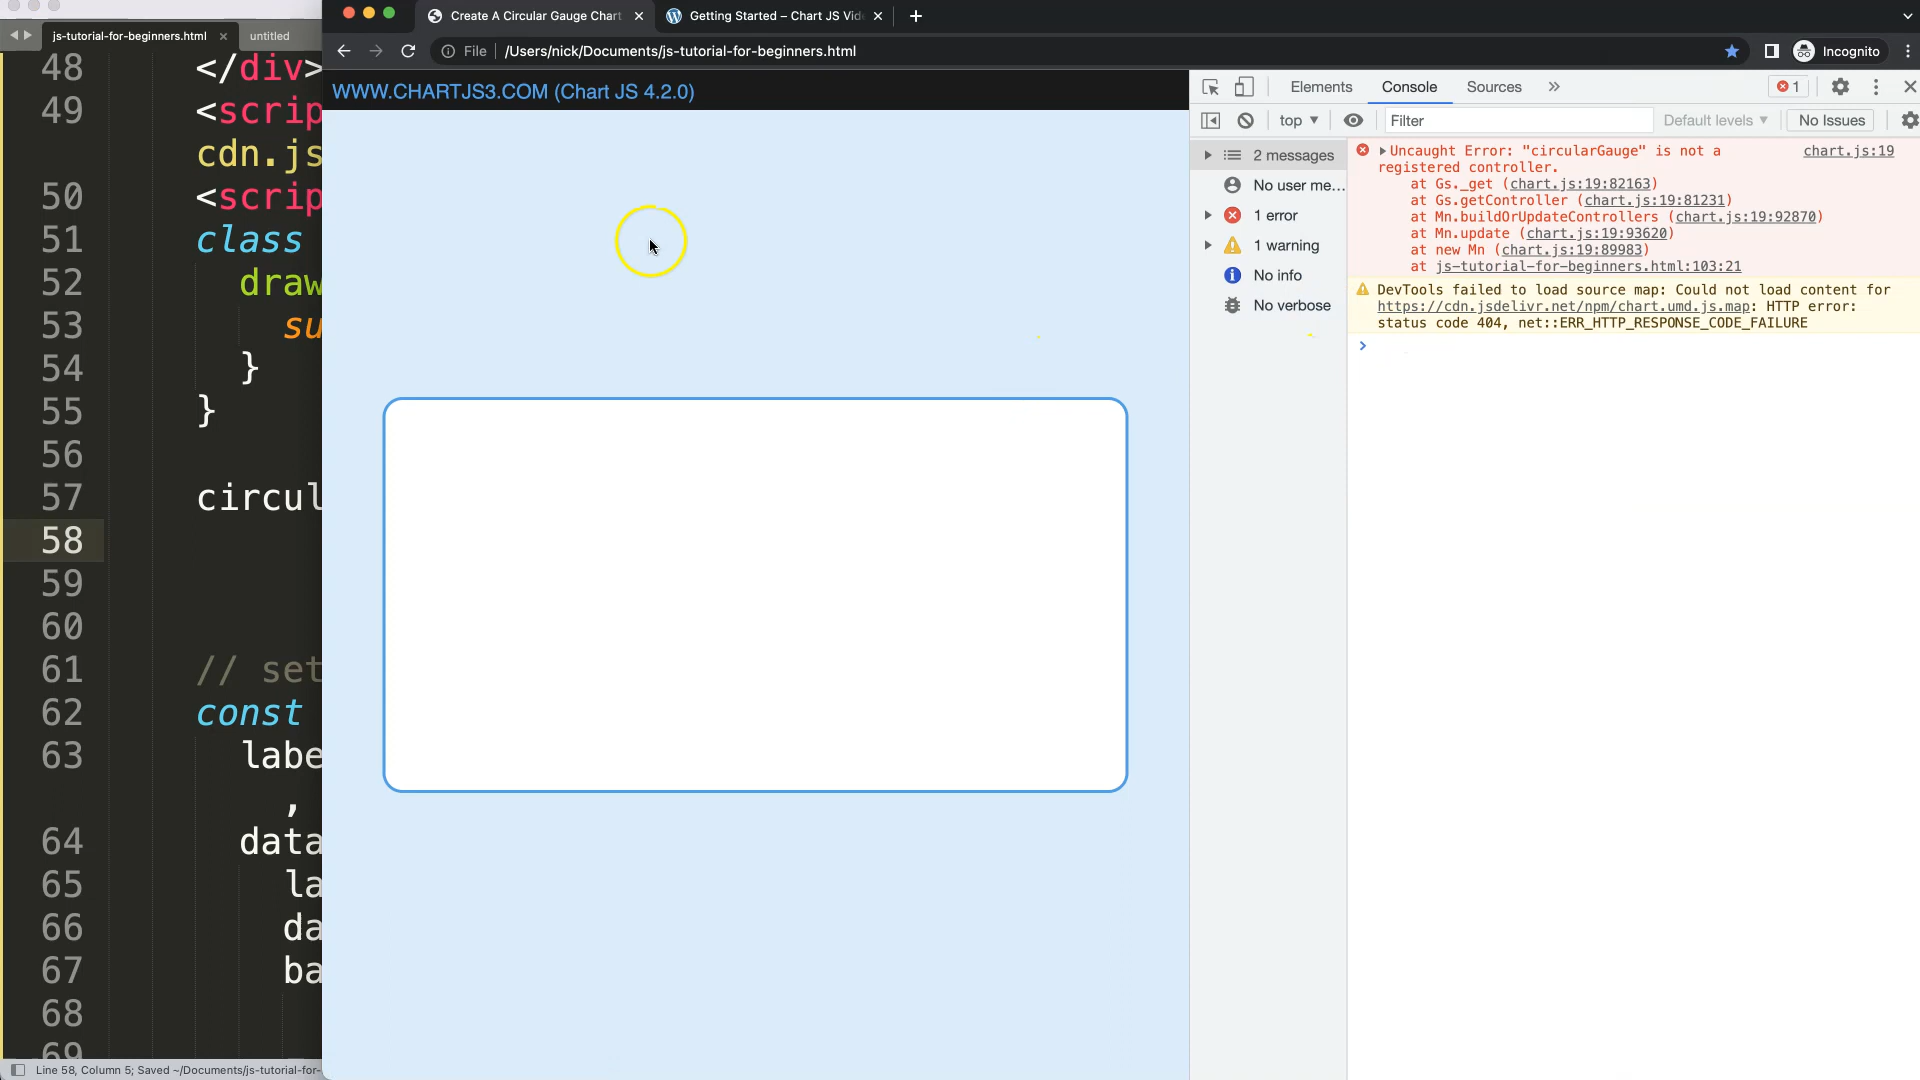 js-tutorial-for-beginners.html
untitled
48 </div>
49 <scrip
cdn.js
50 <scrip
51 class
52 draw
53 su
54 }
55 }
56
57 circul
58
59
60
61 // set
62 const
63 labe
,
64 data
65 la
66 da
67 ba
68
69
Line 58, Column 5; Saved ~/Documents/js-tutorial-for-
Create A Circular Gauge Chart
Getting Started – Chart JS Vid
File /Users/nick/Documents/js-tutorial-for-beginners.html
Incognito
WWW.CHARTJS3.COM (Chart JS 4.2.0)
Elements Console Sources 1
top Filter Default levels No Issues
2 messages
No user me...
1 error
1 warning
No info
No verbose
Uncaught Error: "circularGauge" is not a chart.js:19
registered controller.
at Gs._get (chart.js:19:82163)
at Gs.getController (chart.js:19:81231)
at Mn.buildOrUpdateControllers (chart.js:19:92870)
at Mn.update (chart.js:19:93620)
at new Mn (chart.js:19:89983)
at js-tutorial-for-beginners.html:103:21
DevTools failed to load source map: Could not load content for
https://cdn.jsdelivr.net/npm/chart.umd.js.map: HTTP error:
status code 404, net::ERR_HTTP_RESPONSE_CODE_FAILURE